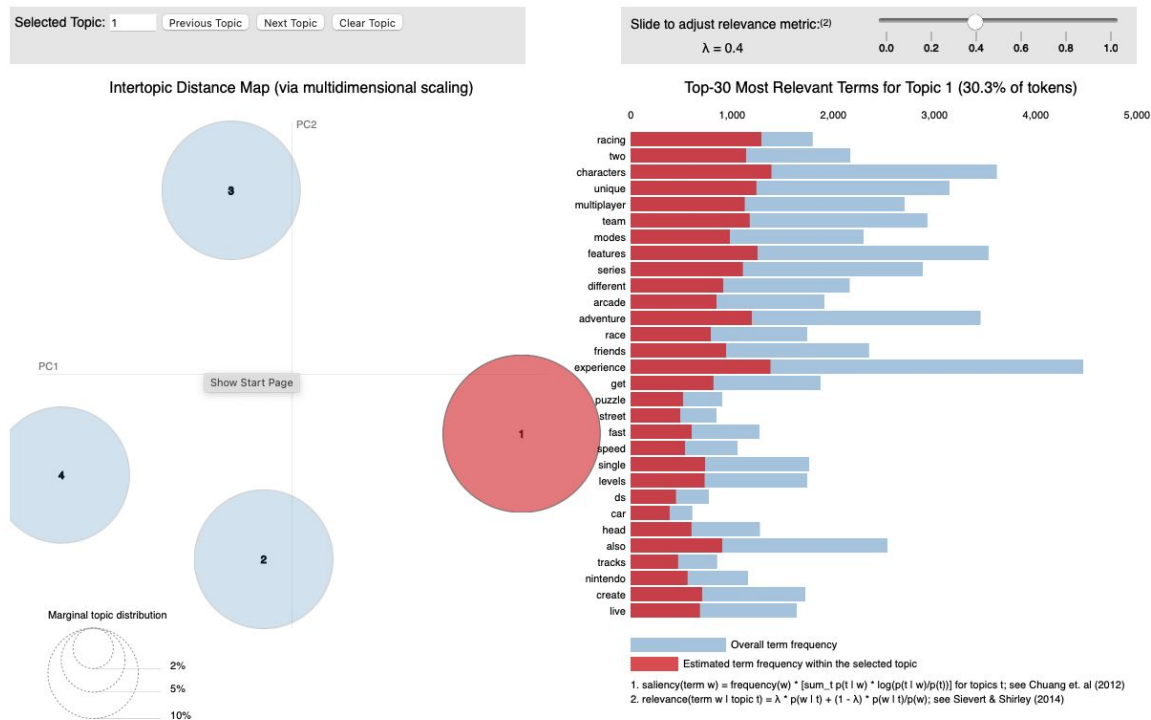 Selected Topic: 1 Previous Topic Next Topic Clear Topic
Slide to adjust relevance metric:(2)
λ = 0.4
0.0 0.2 0.4 0.6 0.8 1.0
Intertopic Distance Map (via multidimensional scaling)
PC2
PC1
3
Show Start Page
1
4
2
Marginal topic distribution
2%
5%
10%
Top-30 Most Relevant Terms for Topic 1 (30.3% of tokens)
0 1,000 2,000 3,000 4,000 5,000
racing
two
characters
unique
multiplayer
team
modes
features
series
different
arcade
adventure
race
friends
experience
get
puzzle
street
fast
speed
single
levels
ds
car
head
also
tracks
nintendo
create
live
Overall term frequency
Estimated term frequency within the selected topic
1. saliency(term w) = frequency(w) * [sum_t p(t | w) * log(p(t | w)/p(t))] for topics t; see Chuang et. al (2012)
2. relevance(term w | topic t) = λ * p(w | t) + (1 - λ) * p(w | t)/p(w); see Sievert & Shirley (2014)